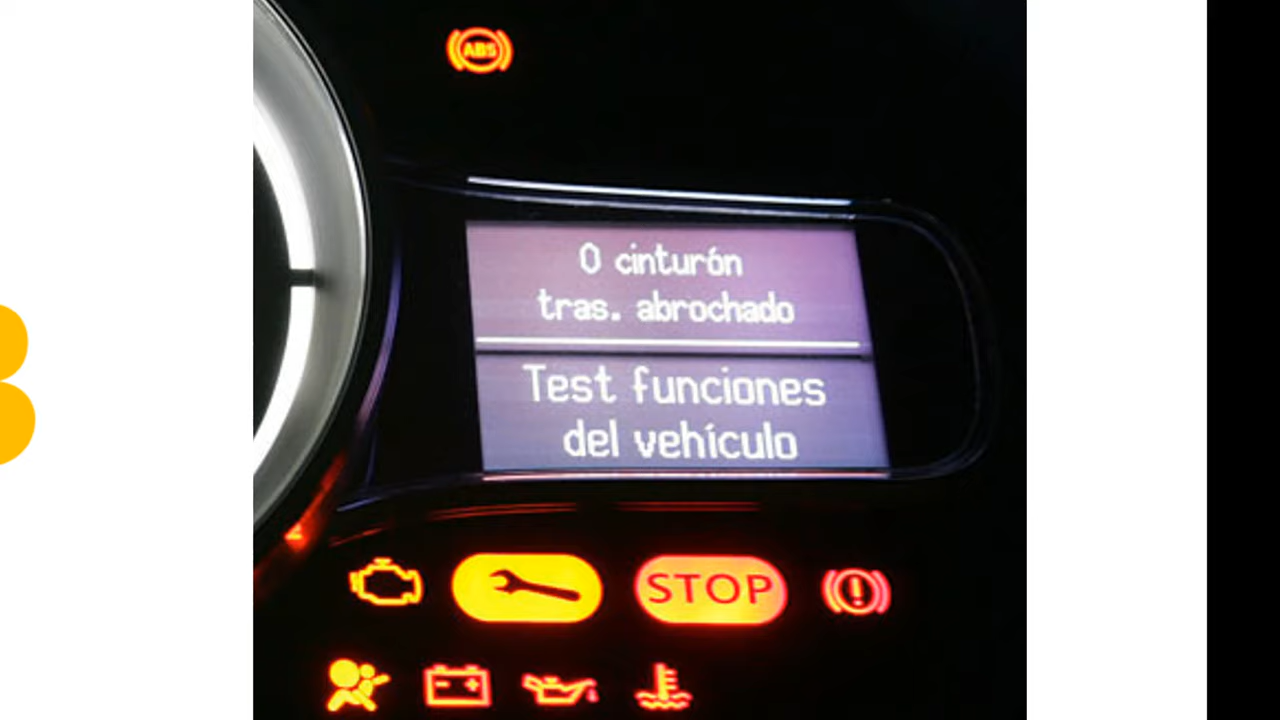 ABS
0 cinturón
tras. abrochado
Test funciones
del vehículo
STOP